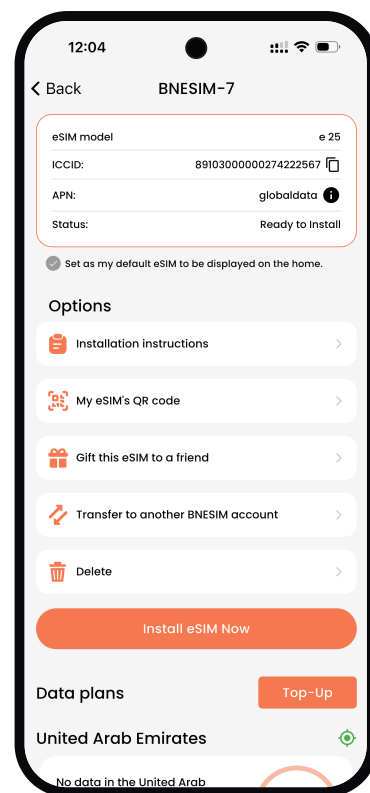 12:04
Back
BNESIM-7
eSIM model e 25
ICCID: 89103000000274222567
APN: globaldata
Status: Ready to Install
Set as my default eSIM to be displayed on the home.
Options
Installation instructions
My eSIM's QR code
Gift this eSIM to a friend
Transfer to another BNESIM account
Delete
Install eSIM Now
Data plans
Top-Up
United Arab Emirates
No data in the United Arab